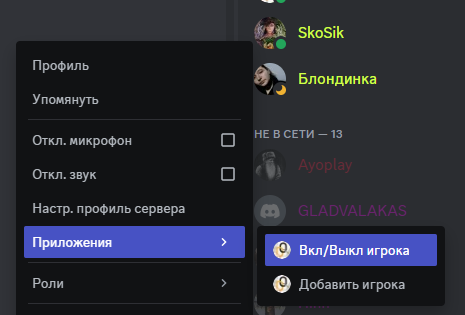 SkoSik
Блондинка
НЕ В СЕТИ — 13
Ayoplay
GLADVALAKAS
Профиль
Упомянуть
Откл. микрофон
Откл. звук
Настр. профиль сервера
Приложения
Роли
Вкл/Выкл игрока
Добавить игрока